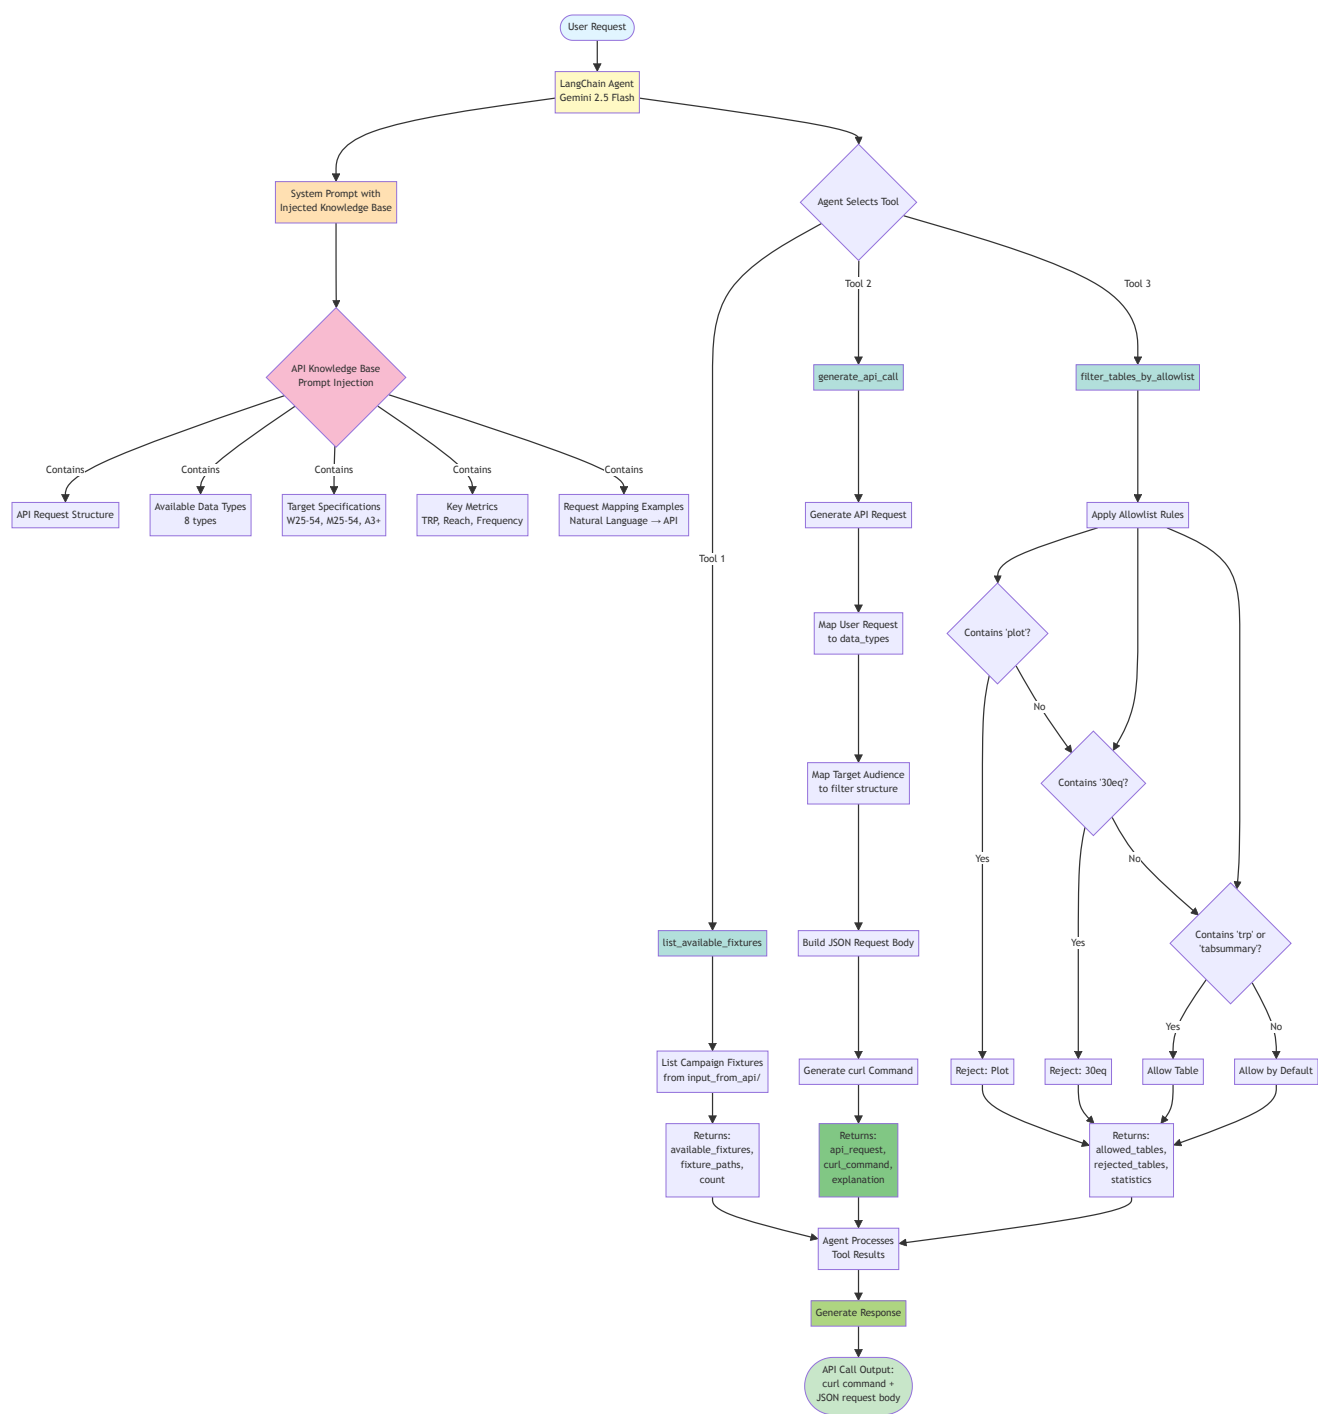 User Request
LangChain Agent
Gemini 2.5 Flash
System Prompt with
Injected Knowledge Base
Agent Selects Tool
Tool 2
Tool 3
API Knowledge Base
Prompt Injection
generate_api_call
filter_tables_by_allowlist
Contains
Contains
Contains
Contains
Contains
API Request Structure
Available Data Types
8 types
Target Specifications
W25-54, M25-54, A3+
Key Metrics
TRP, Reach, Frequency
Request Mapping Examples
Natural Language → API
Generate API Request
Apply Allowlist Rules
Tool 1
Map User Request
to data_types
Contains 'plot'?
No
Map Target Audience
to filter structure
Contains '30eq'?
Yes
No
list_available_fixtures
Build JSON Request Body
Yes
Contains 'trp' or
'tabsummary'?
Yes
No
List Campaign Fixtures
from input_from_api/
Generate curl Command
Reject: Plot
Reject: 30eq
Allow Table
Allow by Default
Returns:
available_fixtures,
fixture_paths,
count
Returns:
api_request,
curl_command,
explanation
Returns:
allowed_tables,
rejected_tables,
statistics
Agent Processes
Tool Results
Generate Response
API Call Output:
curl command +
JSON request body